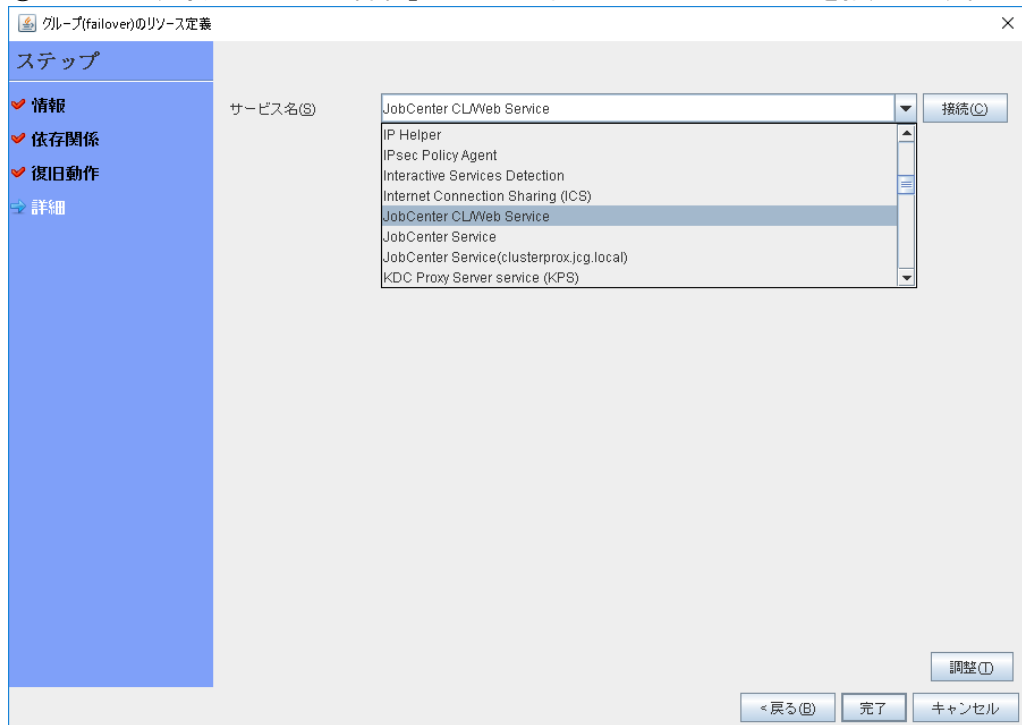 グループ(failover)のリソース定義
ステップ
情報
依存関係
復旧動作
詳細
サービス名(S)
JobCenter CL/Web Service
接続(C)
IP Helper
IPsec Policy Agent
Interactive Services Detection
Internet Connection Sharing (ICS)
JobCenter CL/Web Service
JobCenter Service
JobCenter Service(clusterprox.jcg.local)
KDC Proxy Server service (KPS)
調整(T)
<戻る(B)
完了
キャンセル